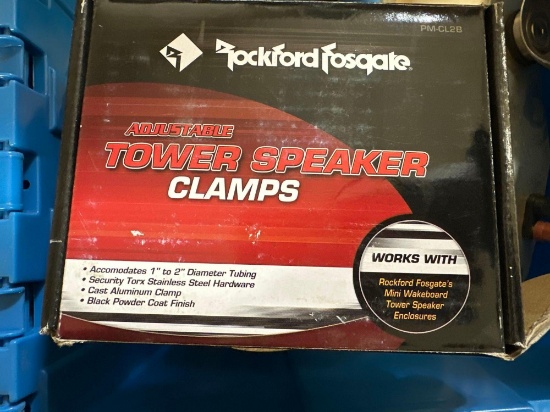 PM-CL2B
Rockford Fosgate
ADJUSTABLE
TOWER SPEAKER
CLAMPS
• Accomodates 1" to 2" Diameter Tubing
• Security Torx Stainless Steel Hardware
• Cast Aluminum Clamp
• Black Powder Coat Finish
WORKS WITH
Rockford Fosgate's
Mini Wakeboard
Tower Speaker
Enclosures